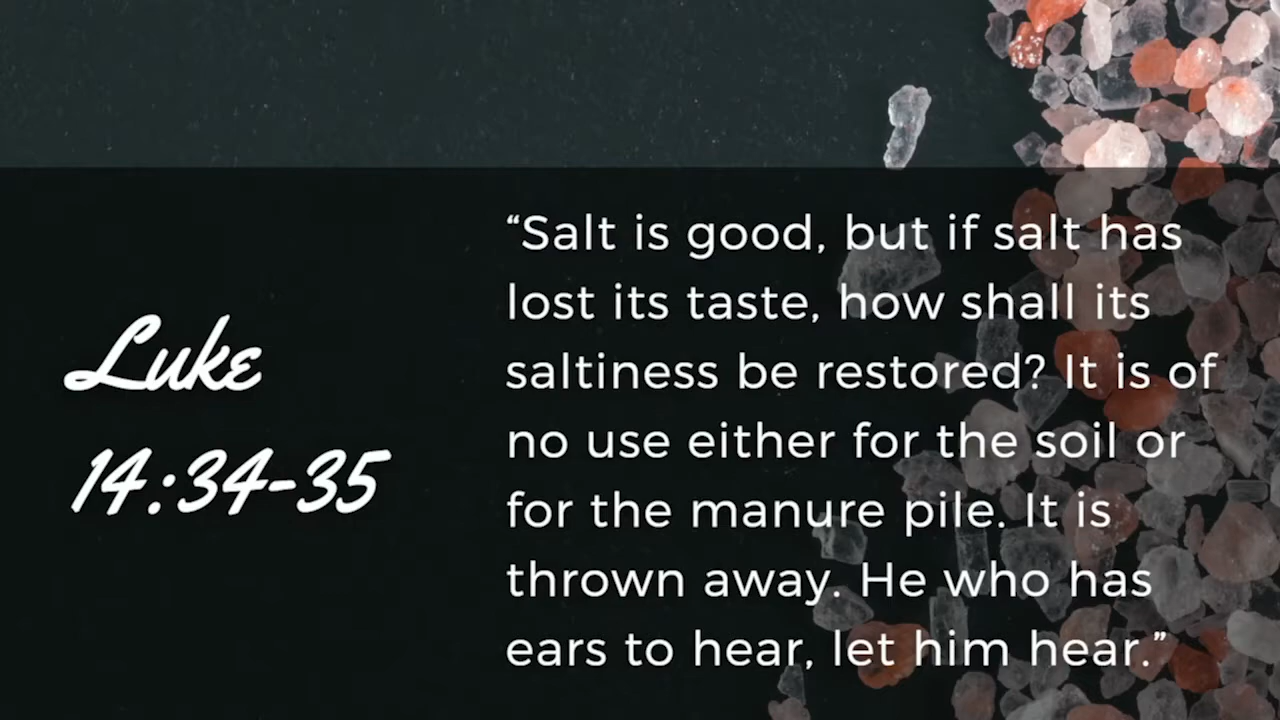 Luke
14:34-35
“Salt is good, but if salt has
lost its taste, how shall its
saltiness be restored? It is of
no use either for the soil or
for the manure pile. It is
thrown away. He who has
ears to hear, let him hear.”